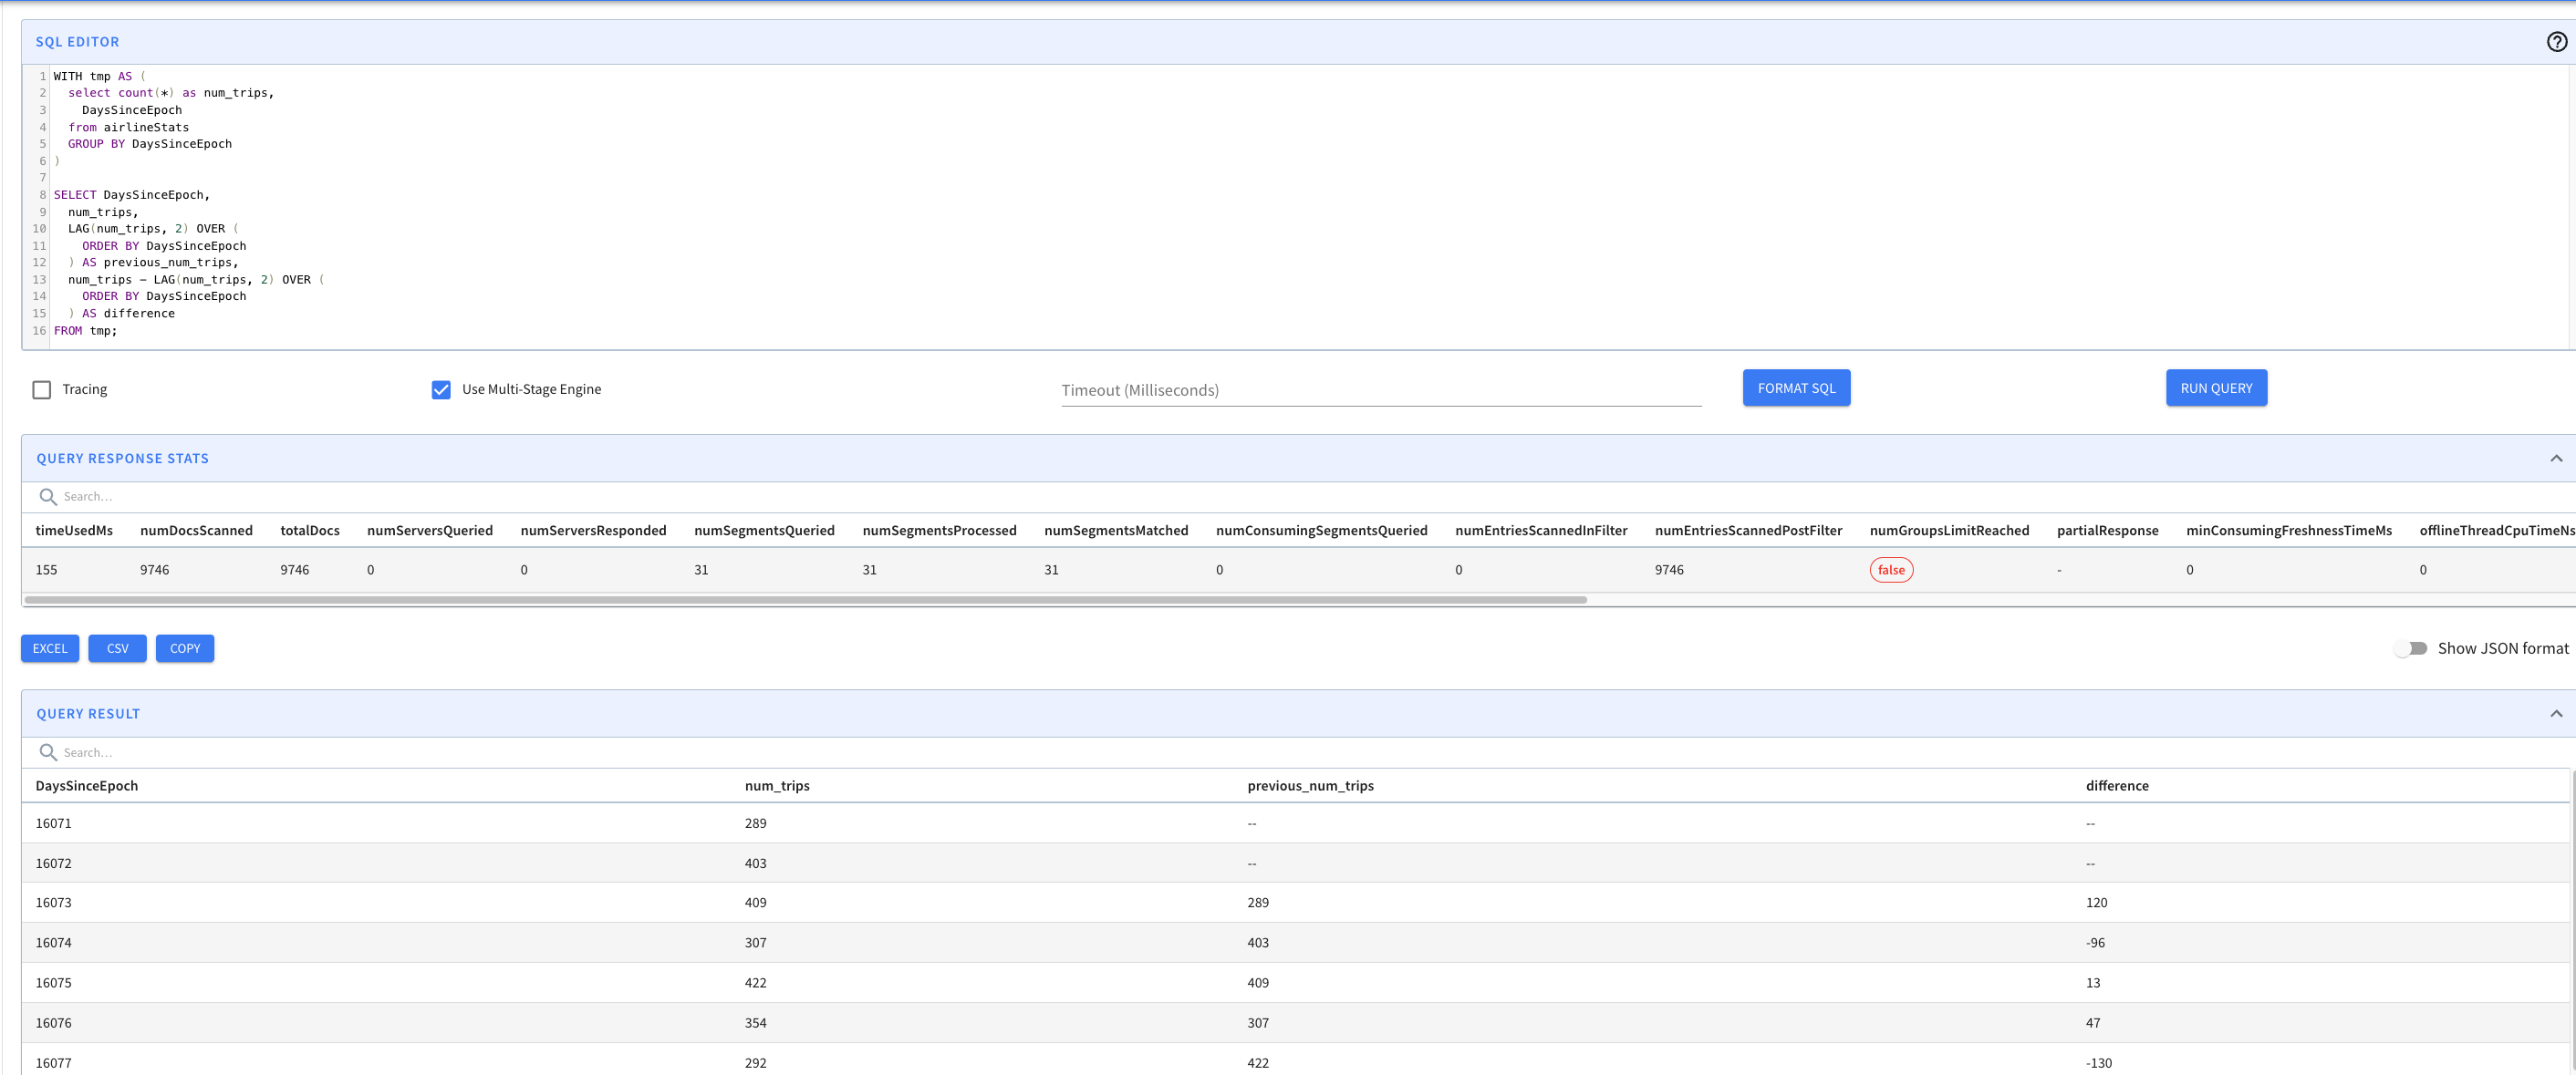 SQL EDITOR
1 WITH tmp AS (
2   select count(*) as num_trips,
3     DaysSinceEpoch
4   from airlineStats
5   GROUP BY DaysSinceEpoch
6 )
7
8 SELECT DaysSinceEpoch,
9   num_trips,
10   LAG(num_trips, 2) OVER (
11     ORDER BY DaysSinceEpoch
12   ) AS previous_num_trips,
13   num_trips - LAG(num_trips, 2) OVER (
14     ORDER BY DaysSinceEpoch
15   ) AS difference
16 FROM tmp;
Tracing Use Multi-Stage Engine Timeout (Milliseconds) FORMAT SQL RUN QUERY
QUERY RESPONSE STATS
Search...
timeUsedMs numDocsScanned totalDocs numServersQueried numServersResponded numSegmentsQueried numSegmentsProcessed numSegmentsMatched numConsumingSegmentsQueried numEntriesScannedInFilter numEntriesScannedPostFilter numGroupsLimitReached partialResponse minConsumingFreshnessTimeMs offlineThreadCpuTimeNs
155 9746 9746 0 0 31 31 31 0 0 9746 false - 0 0
EXCEL CSV COPY Show JSON format
QUERY RESULT
Search...
DaysSinceEpoch num_trips previous_num_trips difference
16071 289 -- --
16072 403 -- --
16073 409 289 120
16074 307 403 -96
16075 422 409 13
16076 354 307 47
16077 292 422 -130